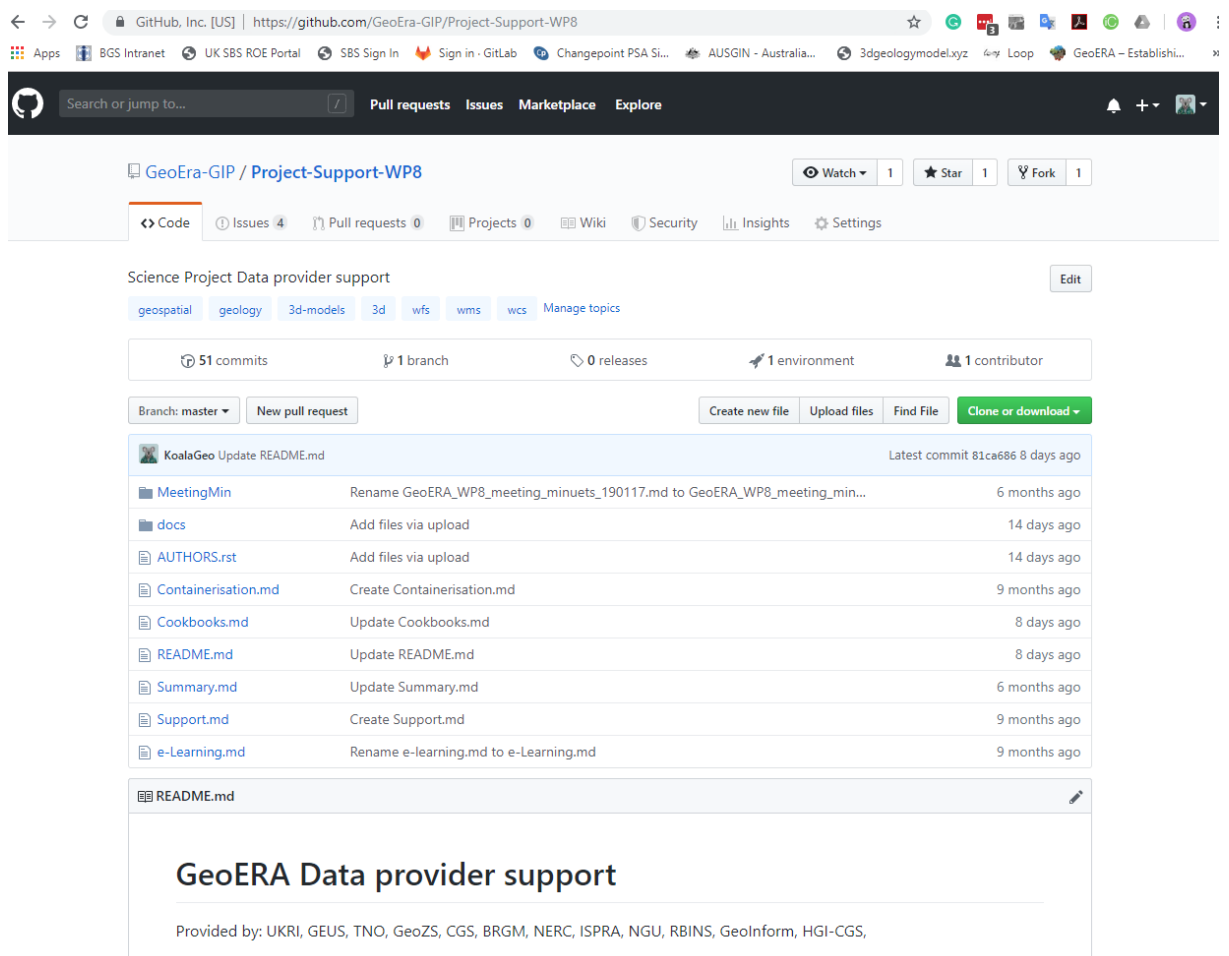 GitHub, Inc. [US] | https://github.com/GeoEra-GIP/Project-Support-WP8
3
Apps BGS Intranet UK SBS ROE Portal SBS Sign In Sign in · GitLab Changepoint PSA Si... AUSGIN - Australia... 3dgeologymodel.xyz Loop GeoERA – Establishi... »
Search or jump to... / Pull requests Issues Marketplace Explore
GeoEra-GIP / Project-Support-WP8 Watch 1 Star 1 Fork 1
Code Issues 4 Pull requests 0 Projects 0 Wiki Security Insights Settings
Science Project Data provider support Edit
geospatial geology 3d-models 3d wfs wms wcs Manage topics
51 commits 1 branch 0 releases 1 environment 1 contributor
Branch: master New pull request Create new file Upload files Find File Clone or download
KoalaGeo Update README.md Latest commit 81ca686 8 days ago
MeetingMin Rename GeoERA_WP8_meeting_minuets_190117.md to GeoERA_WP8_meeting_min... 6 months ago
docs Add files via upload 14 days ago
AUTHORS.rst Add files via upload 14 days ago
Containerisation.md Create Containerisation.md 9 months ago
Cookbooks.md Update Cookbooks.md 8 days ago
README.md Update README.md 8 days ago
Summary.md Update Summary.md 6 months ago
Support.md Create Support.md 9 months ago
e-Learning.md Rename e-learning.md to e-Learning.md 9 months ago
README.md
GeoERA Data provider support
Provided by: UKRI, GEUS, TNO, GeoZS, CGS, BRGM, NERC, ISPRA, NGU, RBINS, GeoInform, HGI-CGS,